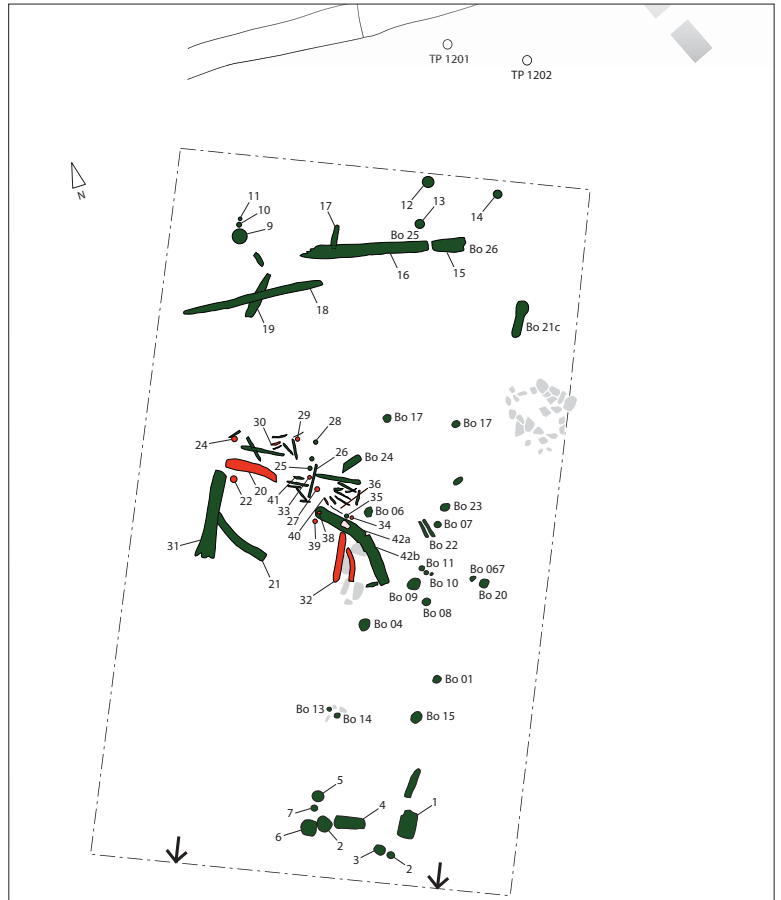 TP 1201
TP 1202
N
11
10
9
17
12
13
14
Bo 25
Bo 26
16
15
18
19
Bo 21c
Bo 17
Bo 17
24
30
29
28
26
25
Bo 24
20
22
41
33
27
36
35
Bo 06
34
40
39
38
42a
42b
Bo 23
Bo 07
Bo 22
31
21
32
Bo 11
Bo 10
Bo 067
Bo 20
Bo 09
Bo 08
Bo 04
Bo 01
Bo 13
Bo 14
Bo 15
5
7
4
1
6
2
3
2